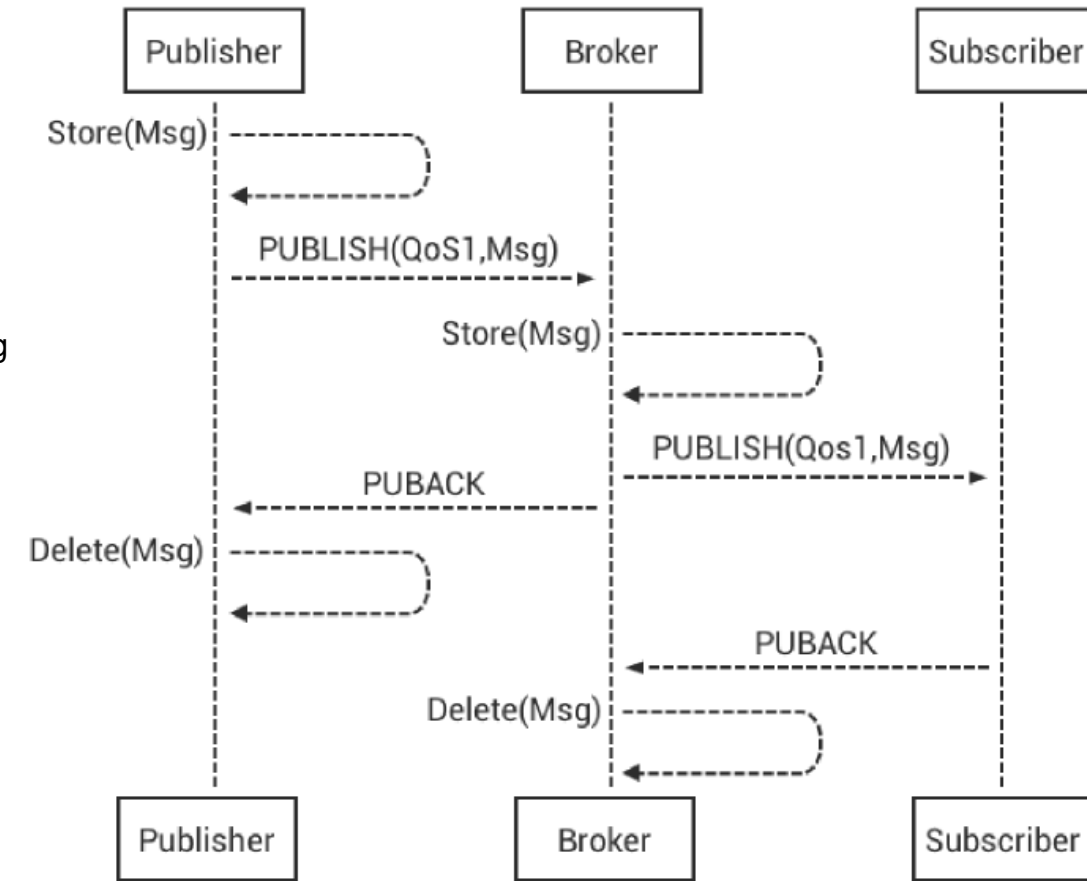 Publisher
Broker
Subscriber
Store(Msg)
PUBLISH(QoS1,Msg)
g
Store(Msg)
PUBLISH(Qos1,Msg)
PUBACK
Delete(Msg)
PUBACK
Delete(Msg)
Publisher
Broker
Subscriber